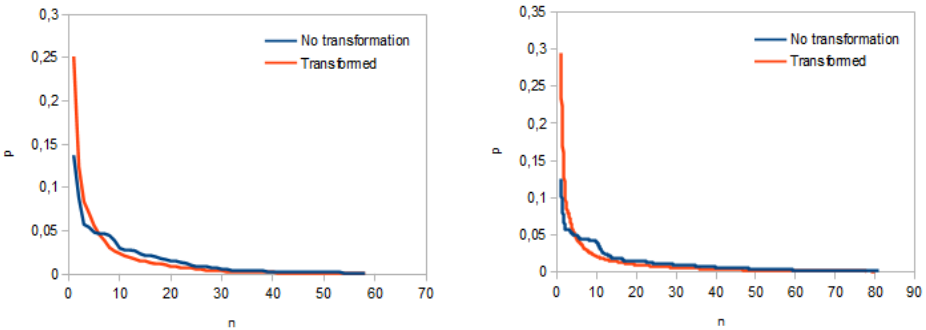 0,3
0,25
0,2
0,15
0,1
0,05
0
0 10 20 30 40 50 60 70
p
n
No transformation
Transformed
0,35
0,3
0,25
0,2
0,15
0,1
0,05
0
0 10 20 30 40 50 60 70 80 90
p
n
No transformation
Transformed